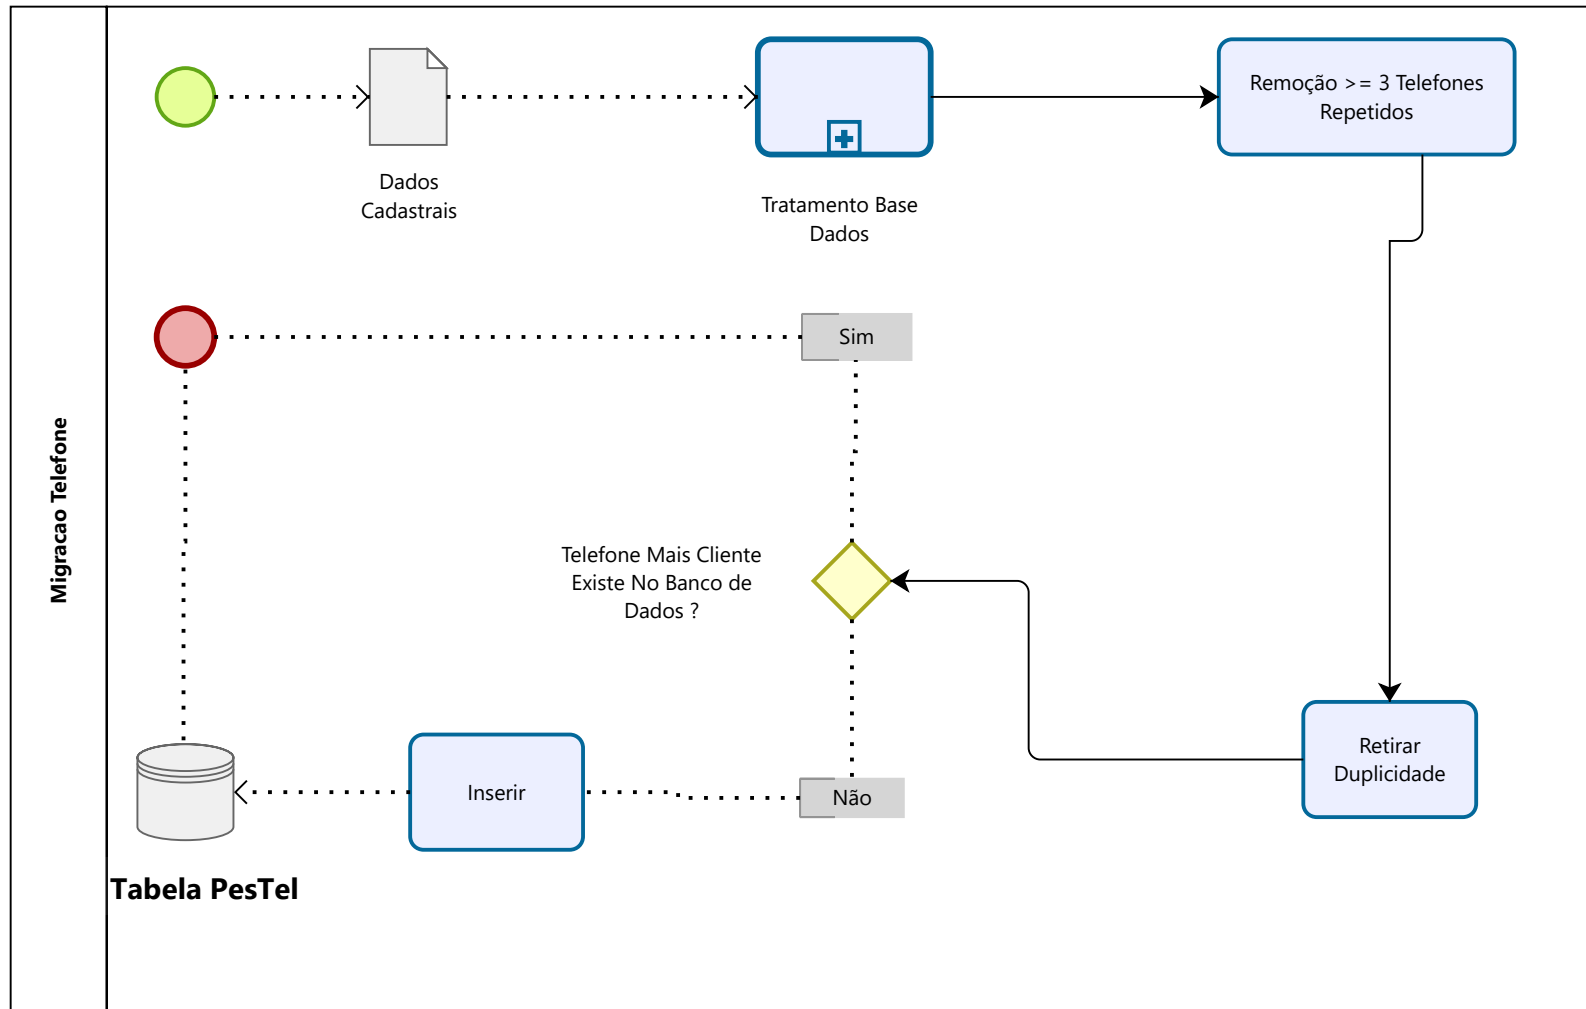 Migracao Telefone
Dados
Cadastrais
Tratamento Base
Dados
Remoção >= 3 Telefones
Repetidos
Sim
Telefone Mais Cliente
Existe No Banco de
Dados ?
Retirar
Duplicidade
Não
Inserir
Tabela PesTel